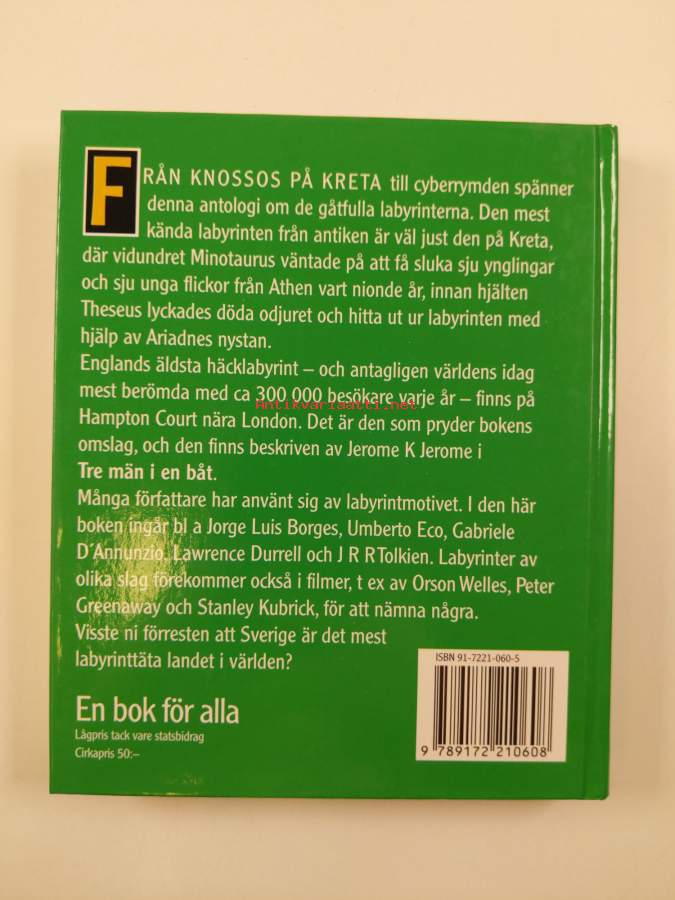 FRÅN KNOSSOS PÅ KRETA till cyberrymden spänner
denna antologi om de gåtfulla labyrinterna. Den mest
kända labyrinten från antiken är väl just den på Kreta,
där vidundret Minotaurus väntade på att få sluka sju ynglingar
och sju unga flickor från Athen vart nionde år, innan hjälten
Theseus lyckades döda odjuret och hitta ut ur labyrinten med
hjälp av Ariadnes nystan.
Englands äldsta häcklabyrint – och antagligen världens idag
mest berömda med ca 300 000 besökare varje år – finns på
Antikvariaatti.net
Hampton Court nära London. Det är den som pryder bokens
omslag, och den finns beskriven av Jerome K Jerome i
Tre män i en båt.
Många författare har använt sig av labyrintmotivet. I den här
boken ingår bl a Jorge Luis Borges, Umberto Eco, Gabriele
D'Annunzio, Lawrence Durrell och J R R Tolkien. Labyrinter av
olika slag förekommer också i filmer, t ex av Orson Welles, Peter
Greenaway och Stanley Kubrick, för att nämna några.
Visste ni förresten att Sverige är det mest
labyrinttäta landet i världen?
En bok för alla
Lågpris tack vare statsbidrag
Cirkapris 50:–
ISBN 91-7221-060-5
9 789172 210608